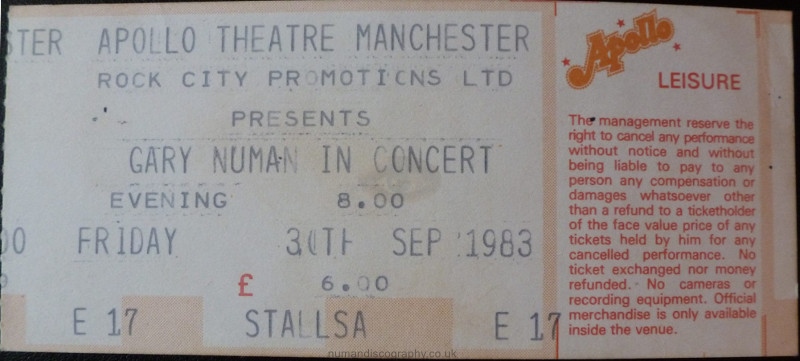 STER APOLLO THEATRE MANCHESTER
ROCK CITY PROMOTIONS LTD
PRESENTS
GARY NUMAN IN CONCERT
EVENING 8.00
00 FRIDAY 30TH SEP 1983
£ 6.00
E 17 STALLSA E 17
Apollo
LEISURE
The management reserve the
right to cancel any performance
without notice and without
being liable to pay to any
person any compensation or
damages whatsoever other
than a refund to a ticketholder
of the face value price of any
tickets held by him for any
cancelled performance. No
ticket exchanged nor money
refunded. No cameras or
recording equipment. Official
merchandise is only available
inside the venue.
numandiscography.co.uk